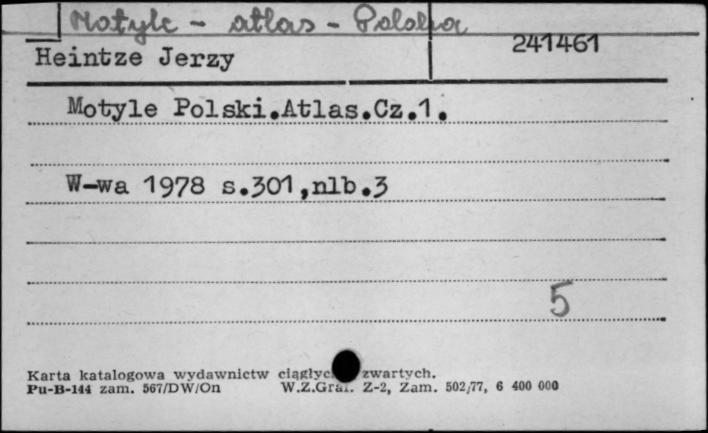 Motyle - atlas - Polska
Heintze Jerzy 241461
Motyle Polski.Atlas.Cz.1.
W-wa 1978 s.301,nlb.3
5
Karta katalogowa wydawnictw zwartych.
Pu-B-144 zam. 567/DW/On W.Z.Graf. Z-2, Zam. 502/77, 6 400 000